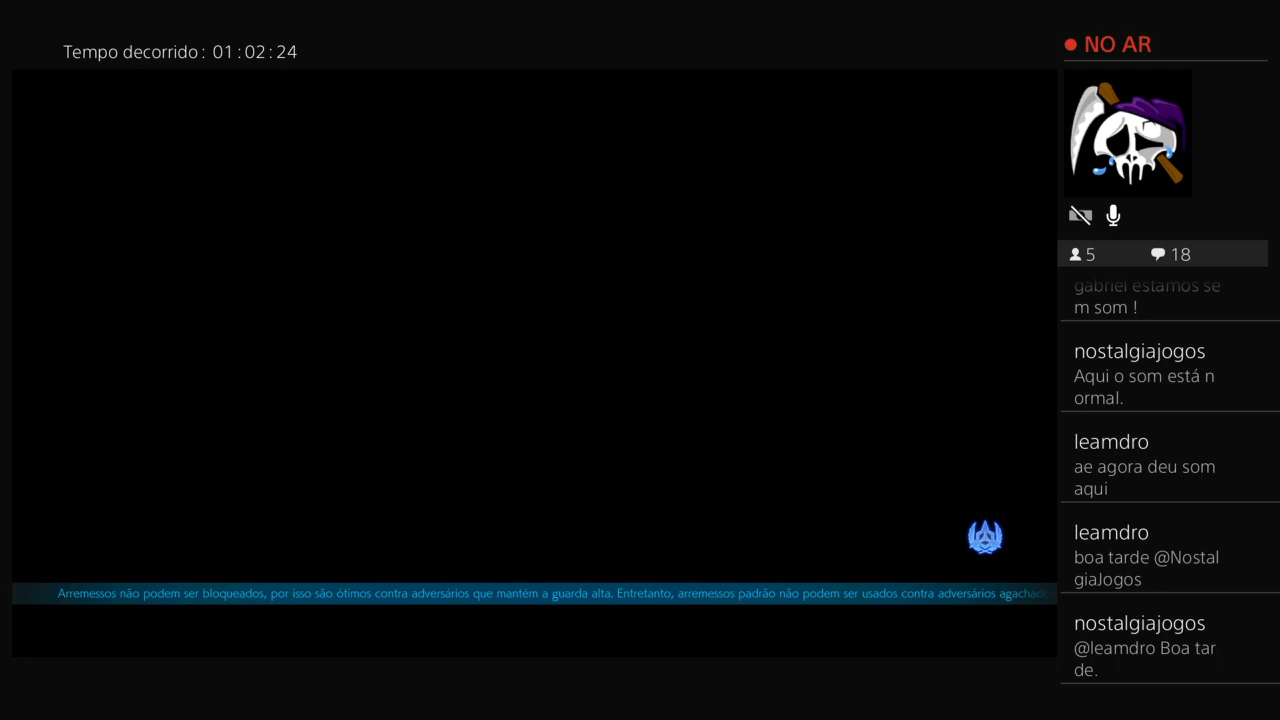 Tempo decorrido: 01:02:24
NO AR
5 18
gabriel estamos se
m som !
nostalgiajogos
Aqui o som está n
ormal.
leamdro
ae agora deu som
aqui
leamdro
boa tarde @Nostal
giaJogos
nostalgiajogos
@leamdro Boa tar
de.
Arremessos não podem ser bloqueados, por isso são ótimos contra adversários que mantém a guarda alta. Entretanto, arremessos padrão não podem ser usados contra adversários agachado